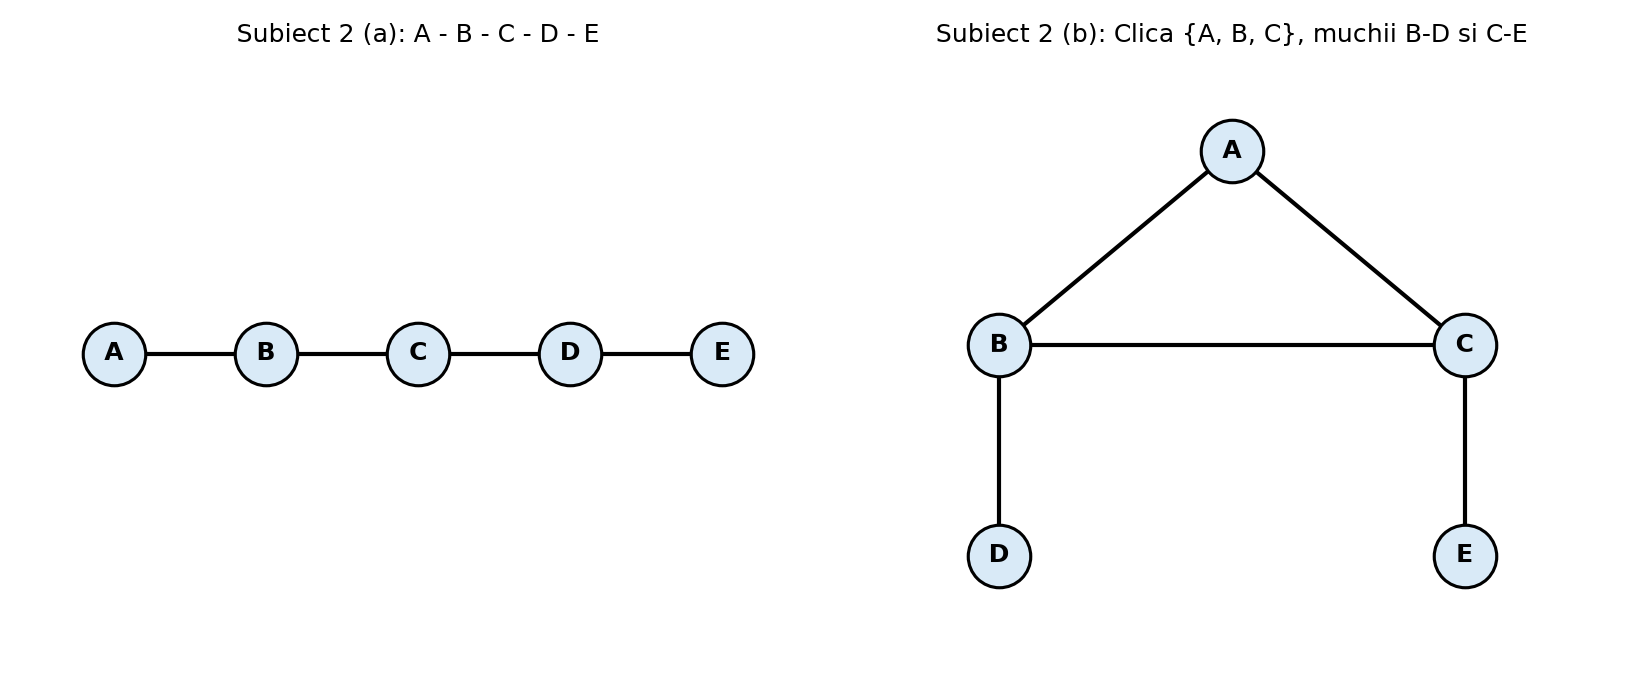 Subiect 2 (a): A - B - C - D - E
A B C D E
Subiect 2 (b): Clica {A, B, C}, muchii B-D si C-E
A
B C
D E